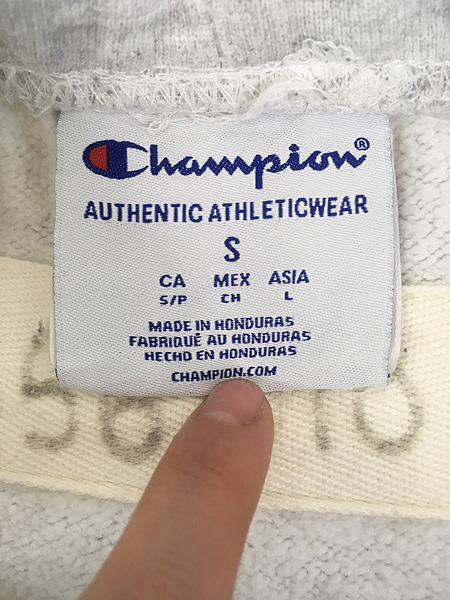 Champion®
AUTHENTIC ATHLETICWEAR
S
CA MEX ASIA
S/P CH L
MADE IN HONDURAS
FABRIQUÉ AU HONDURAS
HECHO EN HONDURAS
CHAMPION.COM